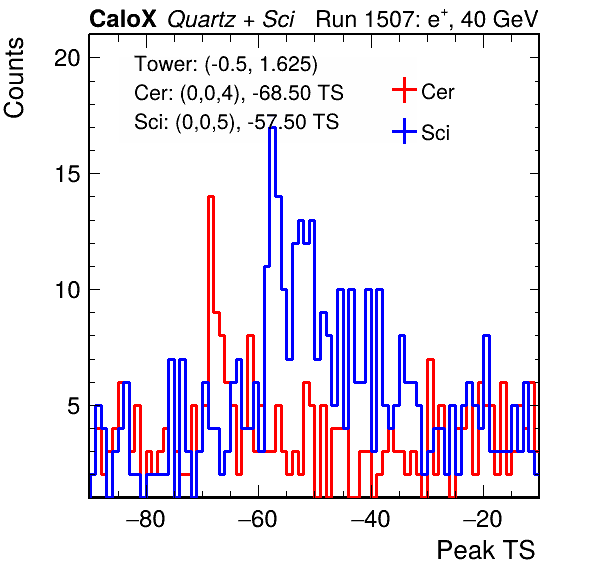 CaloX Quartz + Sci Run 1507: e⁺, 40 GeV
Counts
Tower: (-0.5, 1.625)
Cer: (0,0,4), -68.50 TS
Sci: (0,0,5), -57.50 TS
Cer
Sci
20
15
10
5
−80 −60 −40 −20
Peak TS